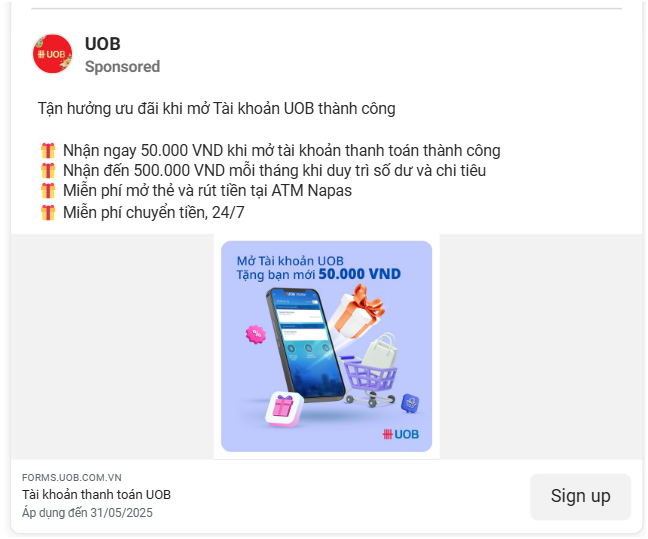 UOB
UOB
Sponsored
Tận hưởng ưu đãi khi mở Tài khoản UOB thành công
Nhận ngay 50.000 VND khi mở tài khoản thanh toán thành công
Nhận đến 500.000 VND mỗi tháng khi duy trì số dư và chi tiêu
Miễn phí mở thẻ và rút tiền tại ATM Napas
Miễn phí chuyển tiền, 24/7
Mở Tài khoản UOB
Tặng bạn mới 50.000 VND
%
UOB
FORMS.UOB.COM.VN
Tài khoản thanh toán UOB
Áp dụng đến 31/05/2025
Sign up